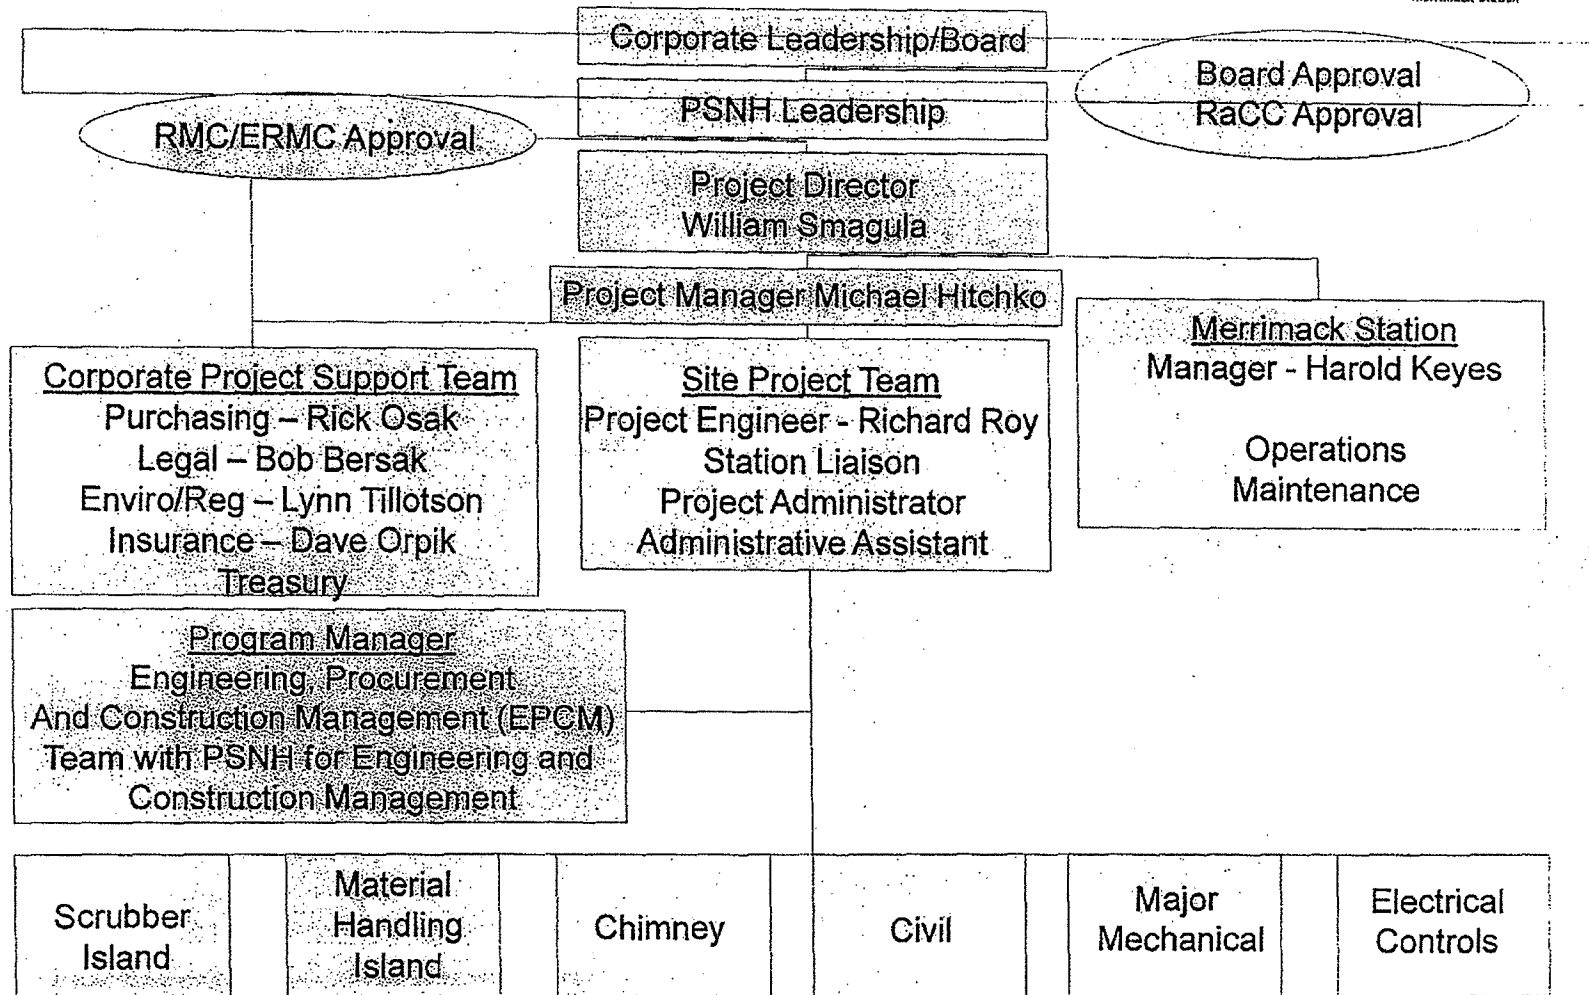 Corporate Leadership/Board
Board Approval
RaCC Approval
PSNH Leadership
RMC/ERMC Approval
Project Director
William Smagula
Project Manager Michael Hitchko
Merrimack Station
Manager - Harold Keyes
Operations
Maintenance
Corporate Project Support Team
Purchasing – Rick Osak
Legal – Bob Bersak
Enviro/Reg – Lynn Tillotson
Insurance – Dave Orpik
Treasury
Site Project Team
Project Engineer - Richard Roy
Station Liaison
Project Administrator
Administrative Assistant
Program Manager
Engineering, Procurement
And Construction Management (EPCM)
Team with PSNH for Engineering and
Construction Management
Scrubber
Island
Material
Handling
Island
Chimney
Civil
Major
Mechanical
Electrical
Controls